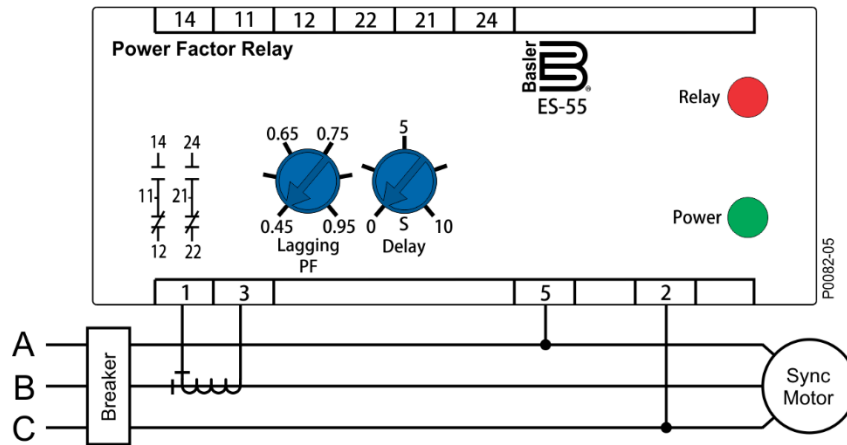 14 11 12 22 21 24
Power Factor Relay
Basler
B
®
ES-55
Relay
14 24
11 21
12 22
0.65 0.75
0.45 0.95
Lagging
PF
5
0 S 10
Delay
Power
P0082-05
1 3 5 2
A
B
C
Breaker
Sync
Motor